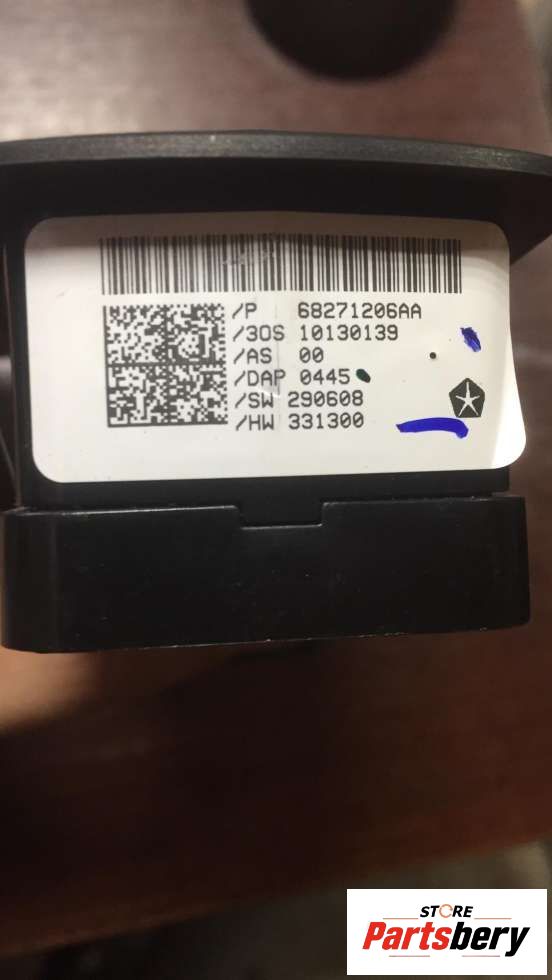 /P 68271206AA
/3OS 10130139
/AS 00
/DAP 0445
/SW 290608
/HW 331300
STORE
Partsbery